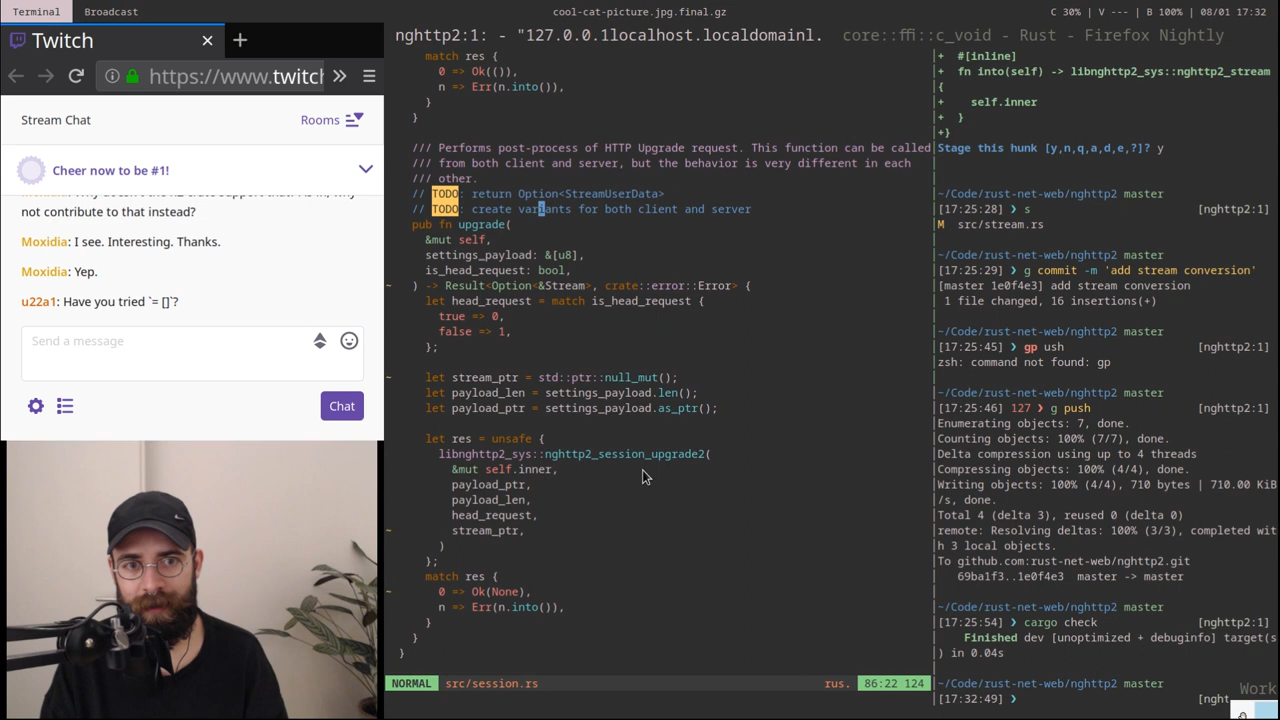 Terminal
Broadcast
cool-cat-picture.jpg.final.gz
C 30% | V --- | B 100% | 08/01 17:32
Twitch
https://www.twitch
Stream Chat
Rooms
Cheer now to be #1!
not contribute to that instead?
Moxidia: I see. Interesting. Thanks.
Moxidia: Yep.
u22a1: Have you tried `= []`?
Send a message
Chat
nghttp2:1: - "127.0.0.1localhost.localdomainl.
core::ffi::c_void - Rust - Firefox Nightly
match res {
0 => Ok(()),
n => Err(n.into()),
}
}
/// Performs post-process of HTTP Upgrade request. This function can be called
/// from both client and server, but the behavior is very different in each
/// other.
// TODO: return Option<StreamUserData>
// TODO: create variants for both client and server
pub fn upgrade(
&mut self,
settings_payload: &[u8],
is_head_request: bool,
~ ) -> Result<Option<&Stream>, crate::error::Error> {
let head_request = match is_head_request {
true => 0,
false => 1,
};
~ let stream_ptr = std::ptr::null_mut();
let payload_len = settings_payload.len();
let payload_ptr = settings_payload.as_ptr();
let res = unsafe {
libnghttp2_sys::nghttp2_session_upgrade2(
&mut self.inner,
payload_ptr,
payload_len,
head_request,
~ stream_ptr,
)
};
match res {
~ 0 => Ok(None),
n => Err(n.into()),
}
}
}
NORMAL src/session.rs rus. 86:22 124
+ #[inline]
+ fn into(self) -> libnghttp2_sys::nghttp2_stream
{
+ self.inner
+ }
+}
Stage this hunk [y,n,q,a,d,e,?]? y
~/Code/rust-net-web/nghttp2 master
[17:25:28] ❯ s [nghttp2:1]
M src/stream.rs
~/Code/rust-net-web/nghttp2 master
[17:25:29] ❯ g commit -m 'add stream conversion'
[master 1e0f4e3] add stream conversion
1 file changed, 16 insertions(+)
~/Code/rust-net-web/nghttp2 master
[17:25:45] ❯ gp ush [nghttp2:1]
zsh: command not found: gp
~/Code/rust-net-web/nghttp2 master
[17:25:46] 127 ❯ g push [nghttp2:1]
Enumerating objects: 7, done.
Counting objects: 100% (7/7), done.
Delta compression using up to 4 threads
Compressing objects: 100% (4/4), done.
Writing objects: 100% (4/4), 710 bytes | 710.00 KiB
/s, done.
Total 4 (delta 3), reused 0 (delta 0)
remote: Resolving deltas: 100% (3/3), completed wit
h 3 local objects.
To github.com:rust-net-web/nghttp2.git
69ba1f3..1e0f4e3 master -> master
~/Code/rust-net-web/nghttp2 master
[17:25:54] ❯ cargo check [nghttp2:1]
Finished dev [unoptimized + debuginfo] target(s
) in 0.04s
~/Code/rust-net-web/nghttp2 master
[17:32:49] ❯ [nght
Work